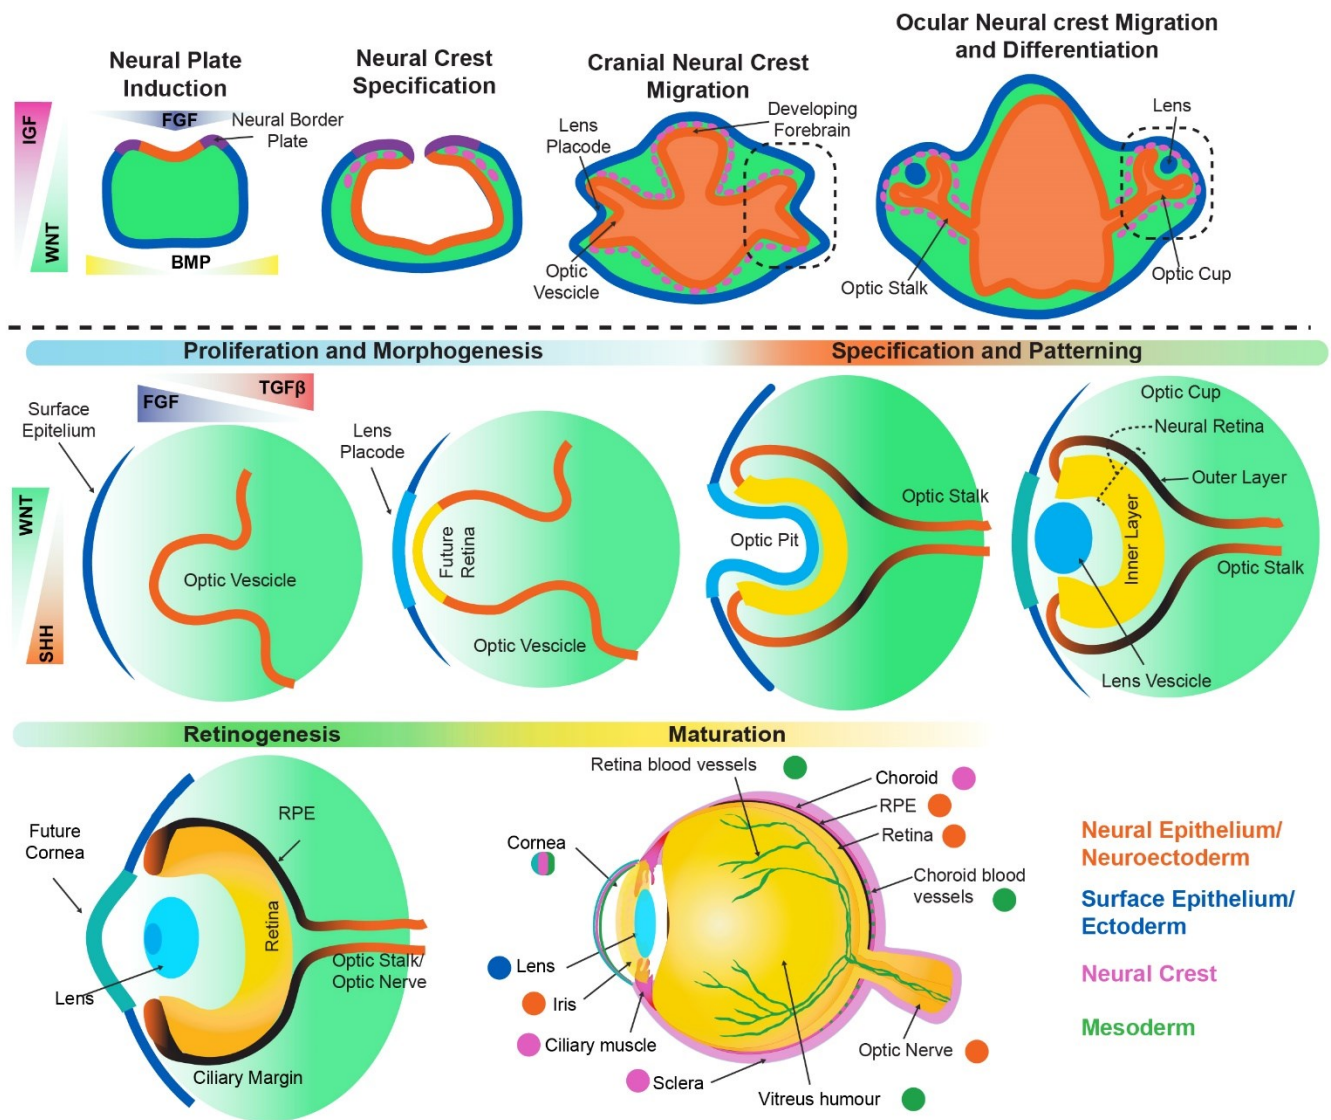 Neural Plate
Induction
Neural Crest
Specification
Cranial Neural Crest
Migration
Ocular Neural crest Migration
and Differentiation
IGF
WNT
FGF
Neural Border
Plate
BMP
Lens
Placode
Developing
Forebrain
Optic
Vescicle
Lens
Optic Stalk
Optic Cup
Proliferation and Morphogenesis
Specification and Patterning
Surface
Epitelium
FGF
TGFβ
WNT
SHH
Optic Vescicle
Lens
Placode
Future
Retina
Optic Vescicle
Optic Pit
Optic Stalk
Optic Cup
Neural Retina
Outer Layer
Inner Layer
Optic Stalk
Lens Vescicle
Retinogenesis
Maturation
Future
Cornea
RPE
Retina
Lens
Optic Stalk/
Optic Nerve
Ciliary Margin
Retina blood vessels
Choroid
RPE
Retina
Cornea
Choroid blood
vessels
Lens
Iris
Ciliary muscle
Sclera
Optic Nerve
Vitreus humour
Neural Epithelium/
Neuroectoderm
Surface Epithelium/
Ectoderm
Neural Crest
Mesoderm